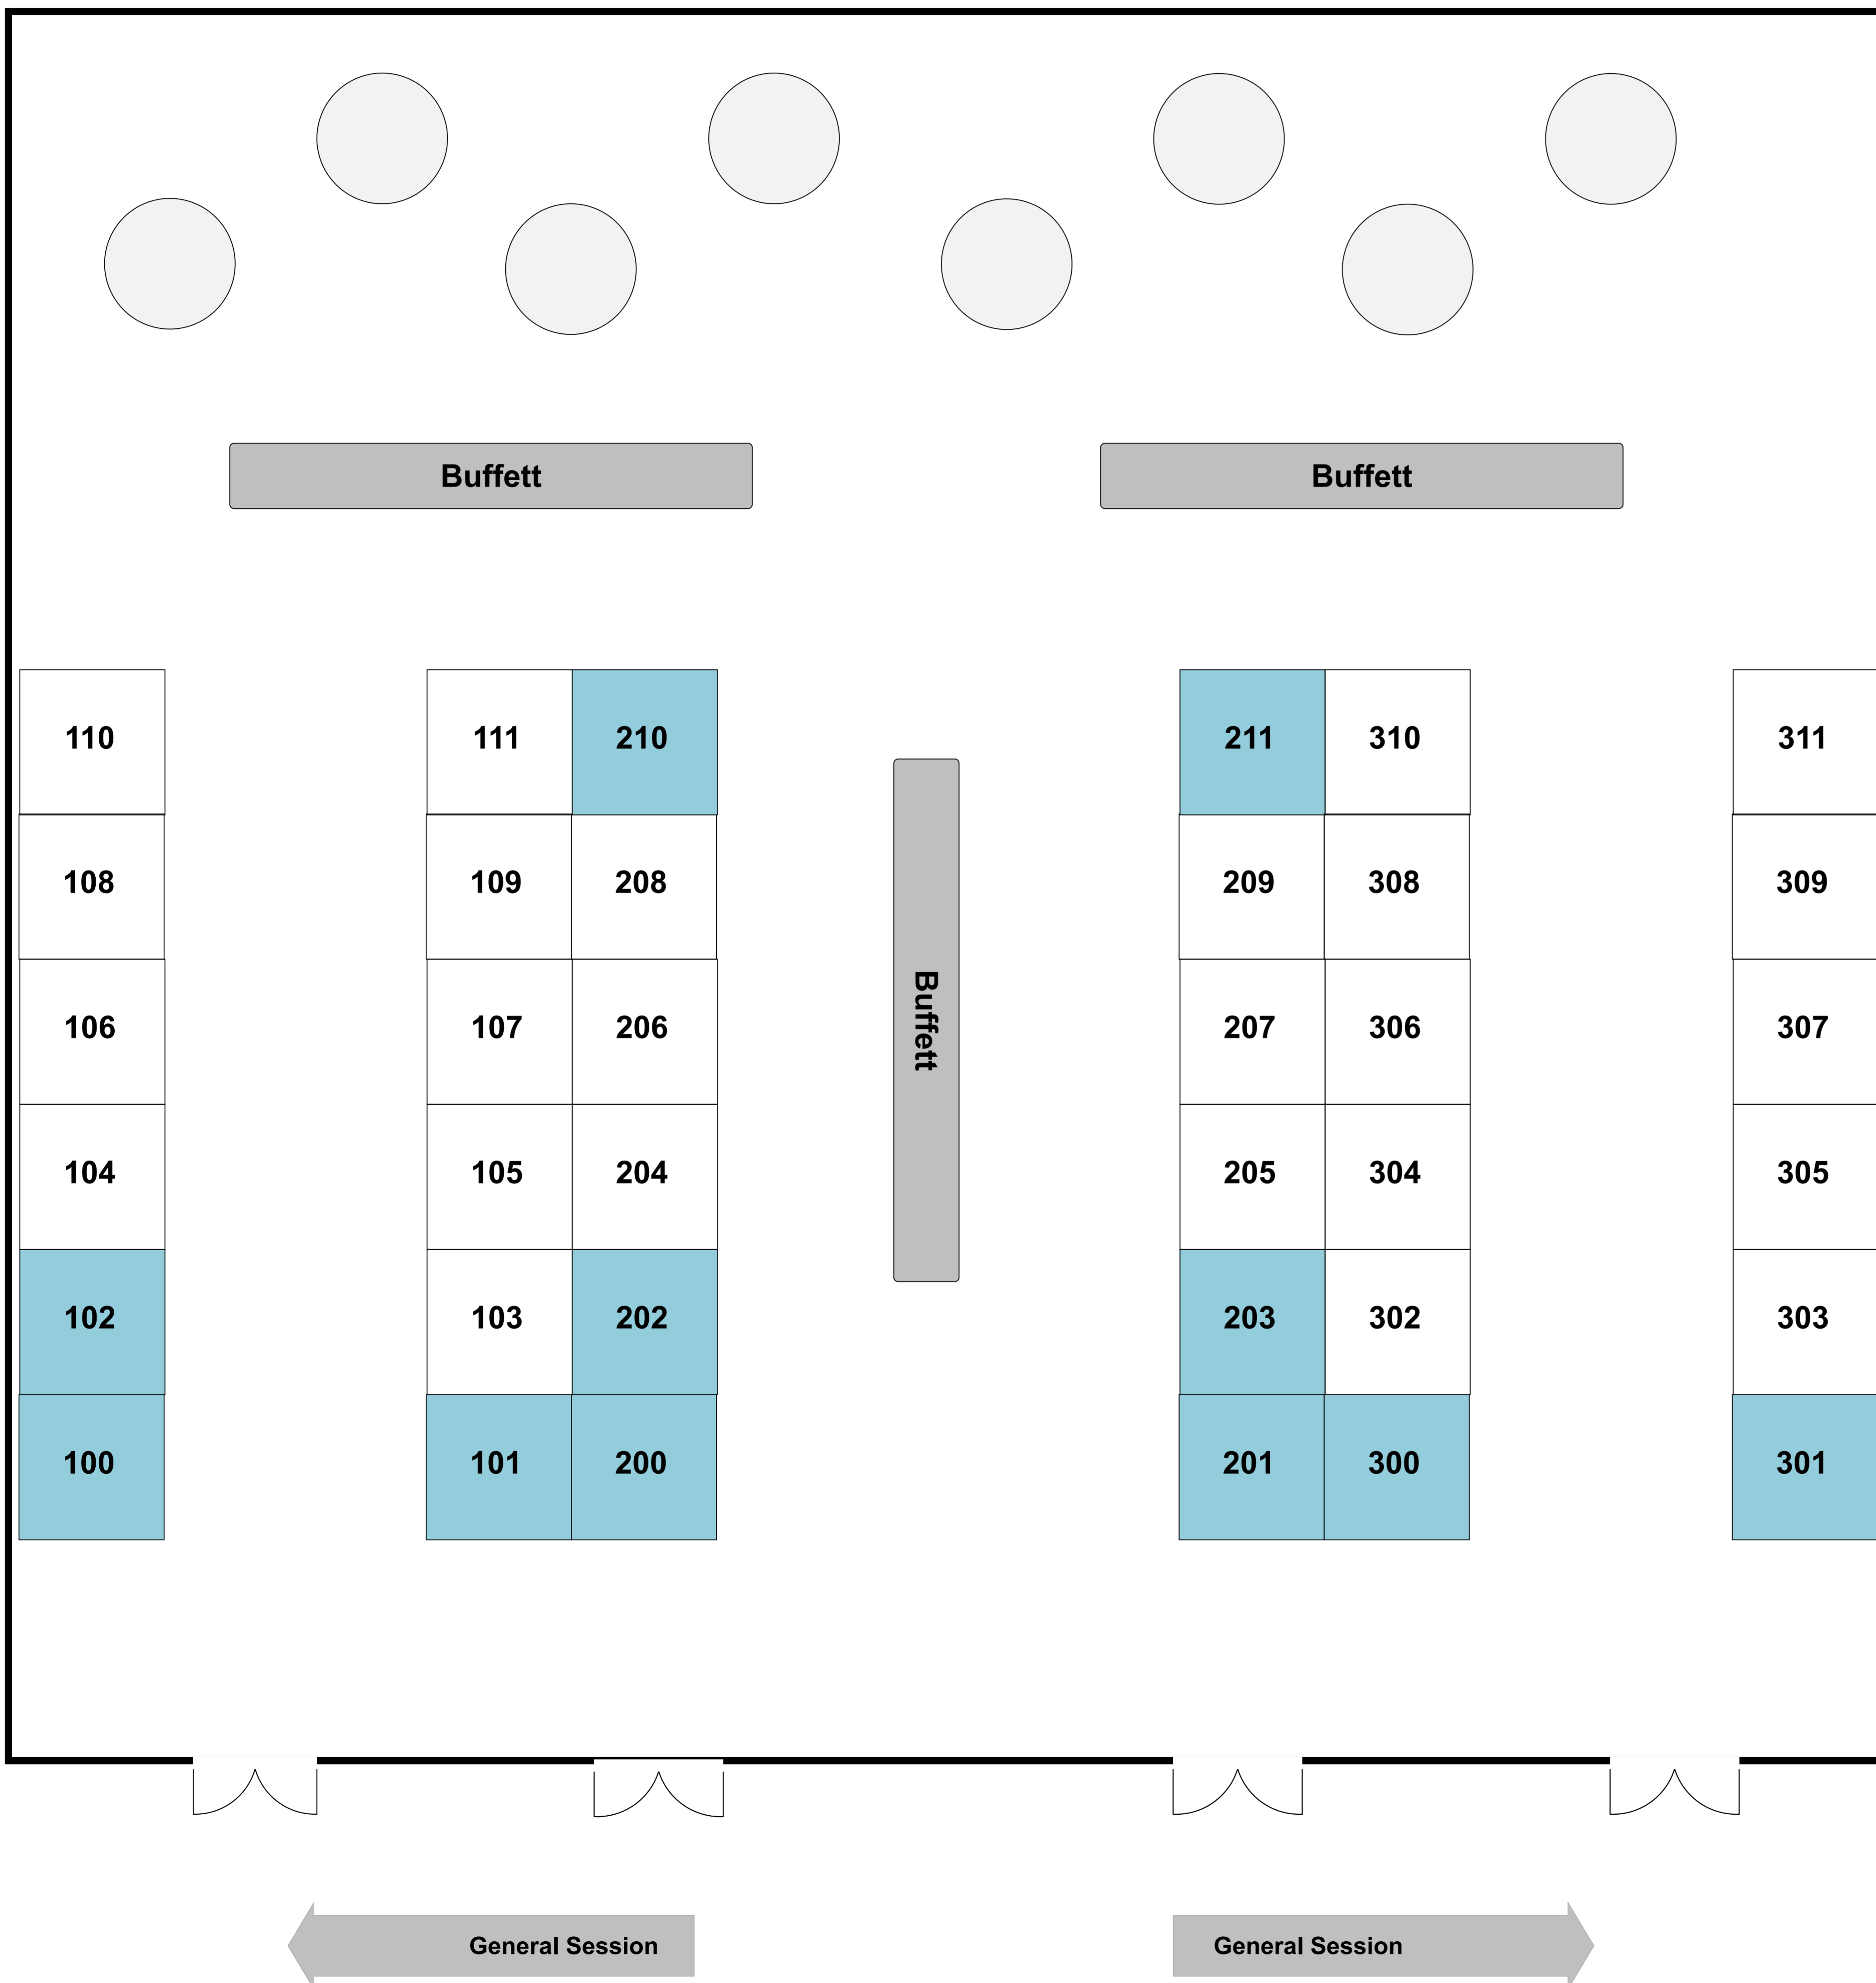 Buffett Buffett
110 111 210 211 310 311
108 109 208 209 308 309
106 107 206 207 306 307
Buffett
104 105 204 205 304 305
102 103 202 203 302 303
100 101 200 201 300 301
General Session General Session